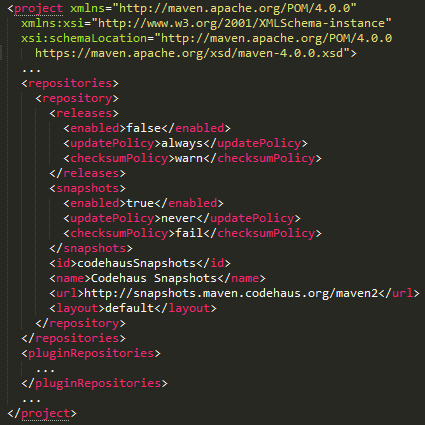 <project xmlns="http://maven.apache.org/POM/4.0.0"
  xmlns:xsi="http://www.w3.org/2001/XMLSchema-instance"
  xsi:schemaLocation="http://maven.apache.org/POM/4.0.0
    https://maven.apache.org/xsd/maven-4.0.0.xsd">
  ...
  <repositories>
    <repository>
      <releases>
        <enabled>false</enabled>
        <updatePolicy>always</updatePolicy>
        <checksumPolicy>warn</checksumPolicy>
      </releases>
      <snapshots>
        <enabled>true</enabled>
        <updatePolicy>never</updatePolicy>
        <checksumPolicy>fail</checksumPolicy>
      </snapshots>
      <id>codehausSnapshots</id>
      <name>Codehaus Snapshots</name>
      <url>http://snapshots.maven.codehaus.org/maven2</url>
      <layout>default</layout>
    </repository>
  </repositories>
  <pluginRepositories>
    ...
  </pluginRepositories>
  ...
</project>